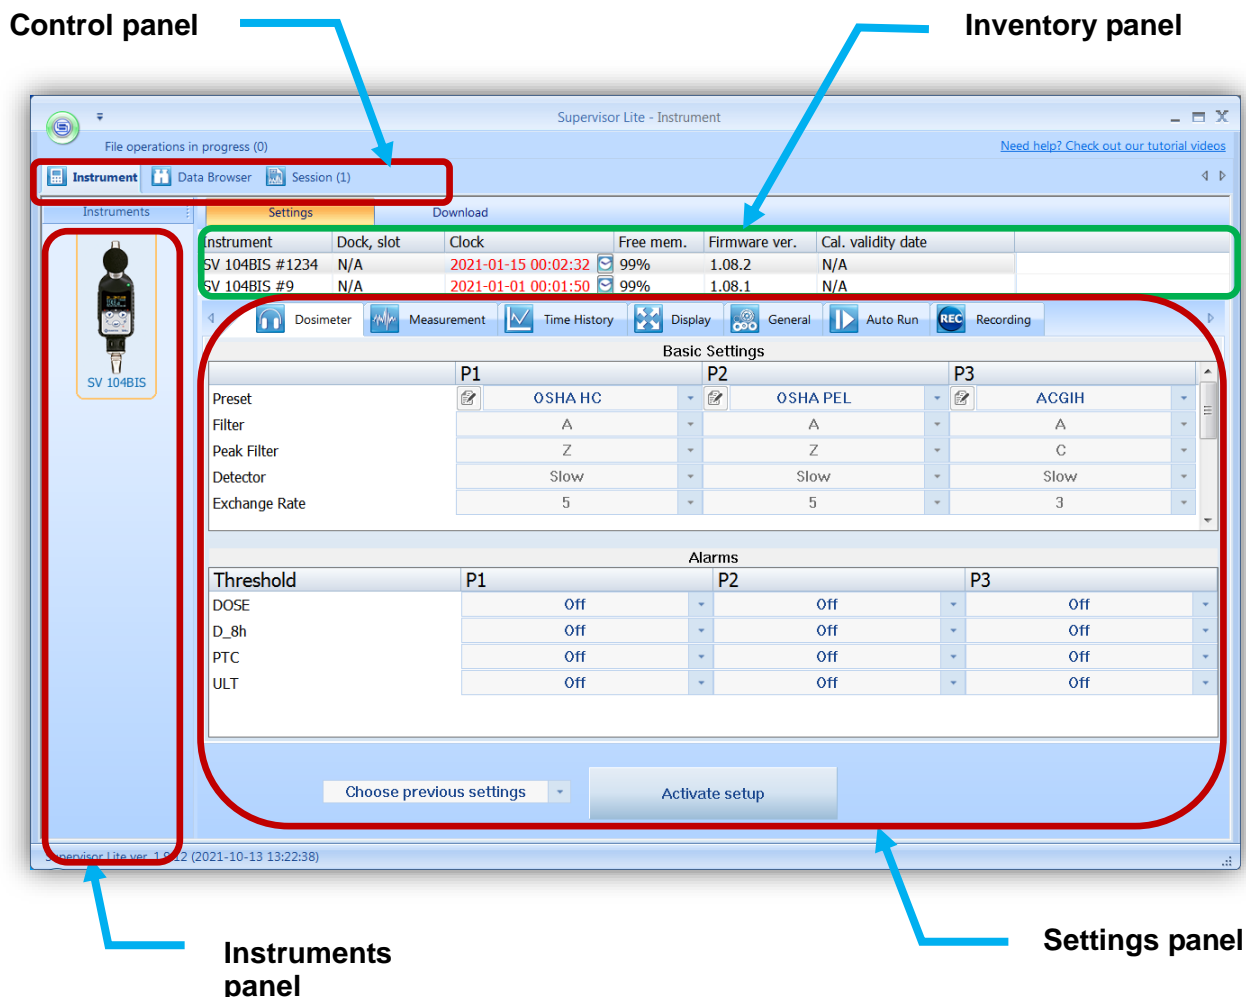 Control panel
Inventory panel
Supervisor Lite - Instrument
File operations in progress (0)
Need help? Check out our tutorial videos
Instrument Data Browser Session (1)
Instruments Settings Download
Instrument Dock, slot Clock Free mem. Firmware ver. Cal. validity date
SV 104BIS #1234 N/A 2021-01-15 00:02:32 99% 1.08.2 N/A
SV 104BIS #9 N/A 2021-01-01 00:01:50 99% 1.08.1 N/A
Dosimeter Measurement Time History Display General Auto Run REC Recording
SV 104BIS
Basic Settings
P1 P2 P3
Preset OSHA HC OSHA PEL ACGIH
Filter A A A
Peak Filter Z Z C
Detector Slow Slow Slow
Exchange Rate 5 5 3
Alarms
Threshold P1 P2 P3
DOSE Off Off Off
D_8h Off Off Off
PTC Off Off Off
ULT Off Off Off
Choose previous settings Activate setup
Supervisor Lite ver. (2021-10-13 13:22:38)
Instruments
panel
Settings panel